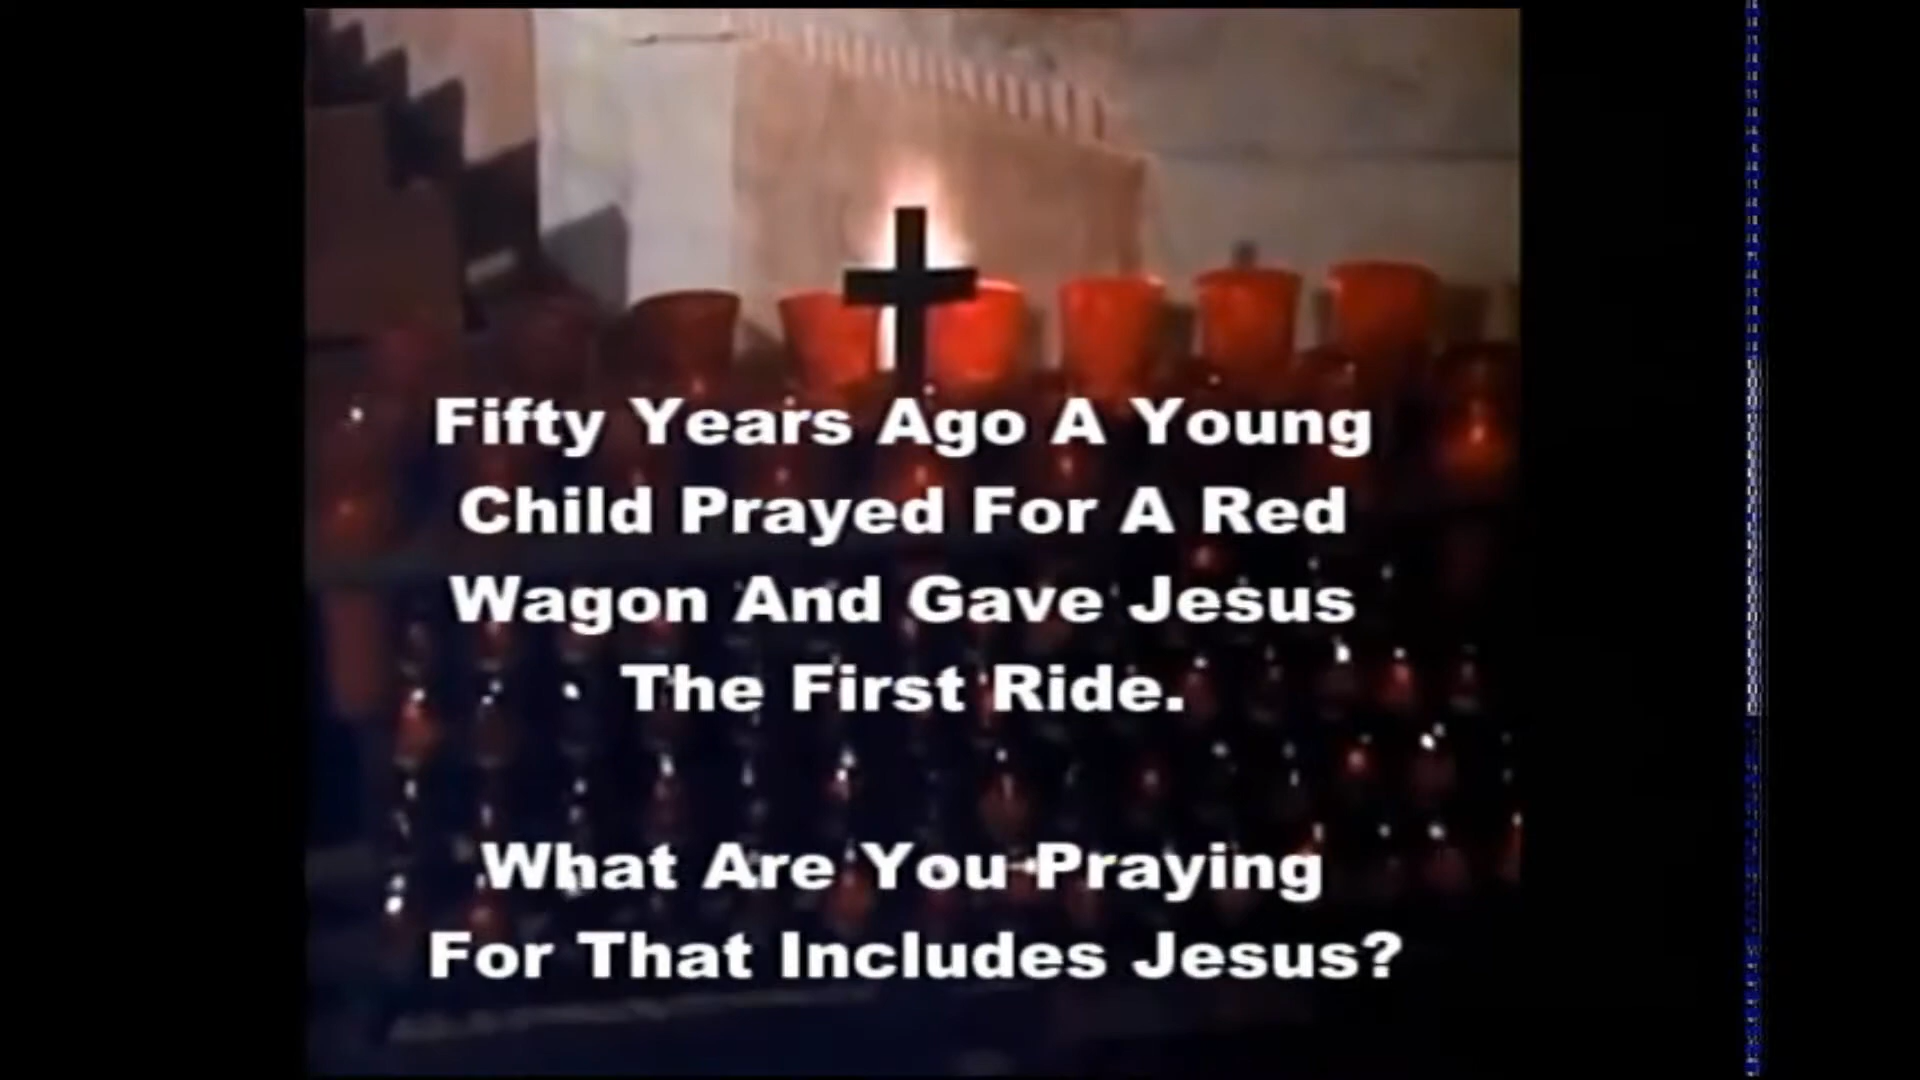 Fifty Years Ago A Young
Child Prayed For A Red
Wagon And Gave Jesus
The First Ride.
What Are You Praying
For That Includes Jesus?